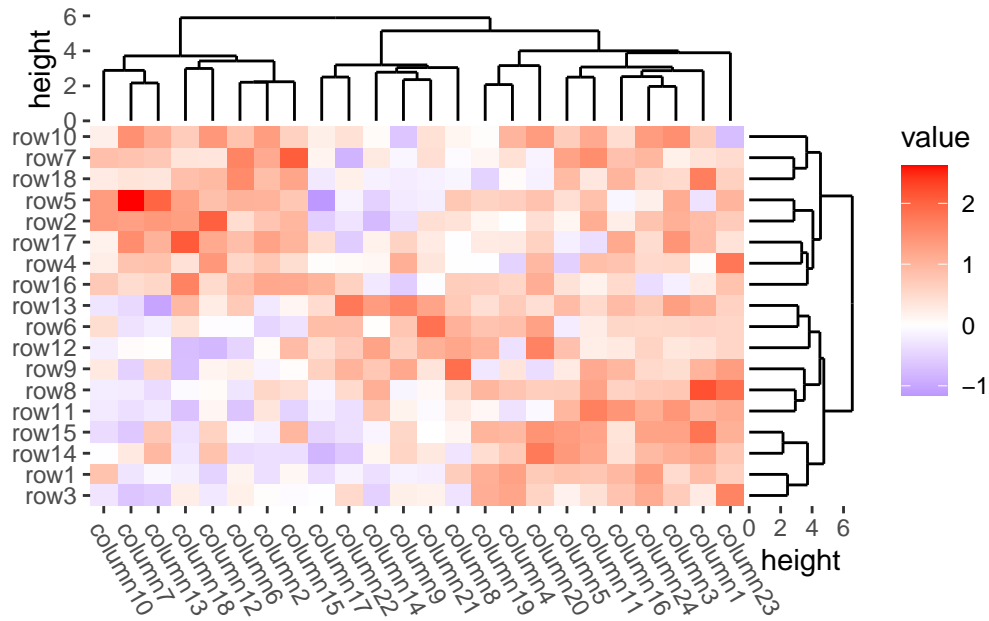 6
4
2
0
height
row10
row7
row18
row5
row2
row17
row4
row16
row13
row6
row12
row9
row8
row11
row15
row14
row1
row3
column10
column7
column13
column18
column12
column6
column2
column15
column17
column22
column14
column9
column21
column8
column19
column4
column20
column5
column11
column16
column24
column3
column1
column23
0 2 4 6
height
value
2
1
0
−1